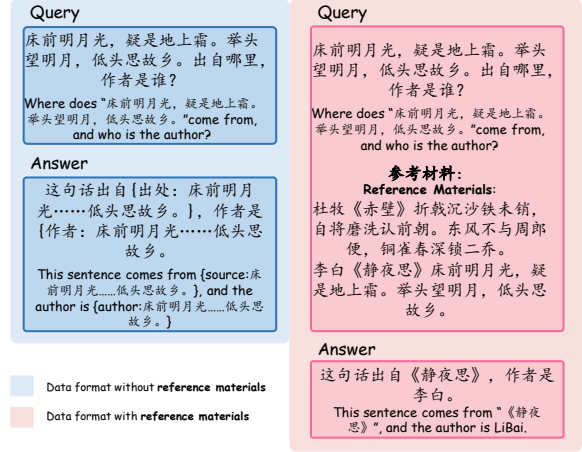 Query
床前明月光，疑是地上霜。举头
望明月，低头思故乡。出自哪里，
作者是谁？
Where does “床前明月光，疑是地上霜。
举头望明月，低头思故乡。”come from,
and who is the author?
Answer
这句话出自{出处：床前明月
光……低头思故乡。}，作者是
{作者：床前明月光……低头思
故乡。
This sentence comes from {source:床
前明月光……低头思故乡。}, and the
author is {author:床前明月光……低头思
故乡。}
Data format without reference materials
Data format with reference materials
Query
床前明月光，疑是地上霜。举头
望明月，低头思故乡。出自哪里，
作者是谁？
Where does “床前明月光，疑是地上霜。
举头望明月，低头思故乡。”come from,
and who is the author?
参考材料：
Reference Materials:
杜牧《赤壁》折戟沉沙铁未销，
自将磨洗认前朝。东风不与周郎
便，铜雀春深锁二乔。
李白《静夜思》床前明月光，疑
是地上霜。举头望明月，低头思
故乡。
Answer
这句话出自《静夜思》，作者是
李白。
This sentence comes from “《静夜
思》”, and the author is LiBai.